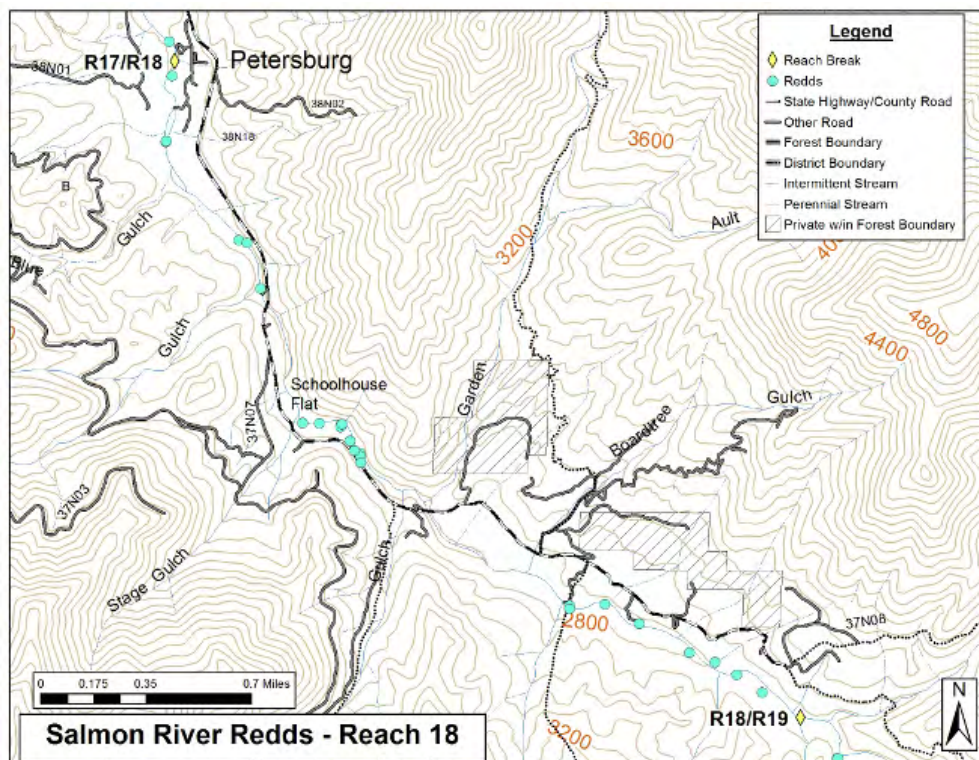 R17/R18
Petersburg
38N01
38N02
38N18
B
Gulch
Blue
Gulch
3600
3200
Ault
4800
4400
Schoolhouse
Flat
37N07
Garden
Gulch
Boardtree
37N03
Gulch
Stage Gulch
2800
37N08
3200
R18/R19
Legend
Reach Break
Redds
State Highway/County Road
Other Road
Forest Boundary
District Boundary
Intermittent Stream
Perennial Stream
Private w/in Forest Boundary
0 0.175 0.35 0.7 Miles
N
Salmon River Redds - Reach 18